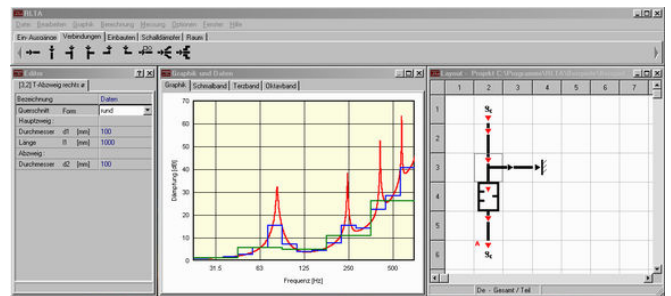 RLTA
Datei Bearbeiten Graphik Berechnung Messung Optionen Fenster Hilfe
Ein-Ausgänge Verbindungen Einbauten Schalldämpfer Raum
Editor
[3,2] T-Abzweig rechts
Bezeichnung Daten
Querschnitt Form rund
Hauptzweig:
Durchmesser d1 [mm] 100
Länge l1 [mm] 1000
Abzweig:
Durchmesser d2 [mm] 100
Graphik und Daten
Graphik Schmalband Terzband Oktavband
Dämpfung [dB]
70
60
50
40
30
20
10
0
31.5 63 125 250 500
Frequenz [Hz]
Layout - Projekt
1 2 3 4 5 6 7
1
2
3
4
5
6
A
De - Gesamt / Teil